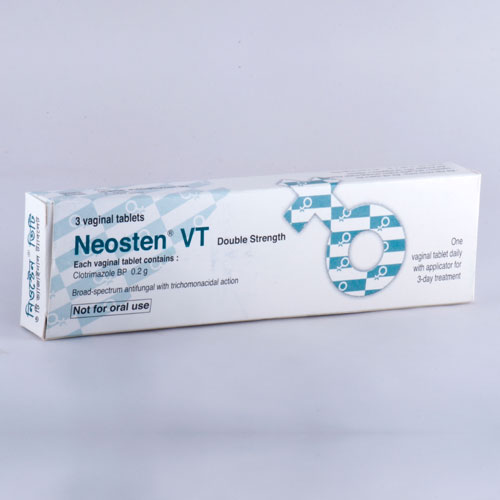 3 vaginal tablets
Neosten® VT Double Strength
Each vaginal tablet contains :
Clotrimazole BP 0.2 g
Broad-spectrum antifungal with trichomonacidal action
Not for oral use
One
vaginal tablet daily
with applicator for
3-day treatment
নিওস্টেন® ভিটি